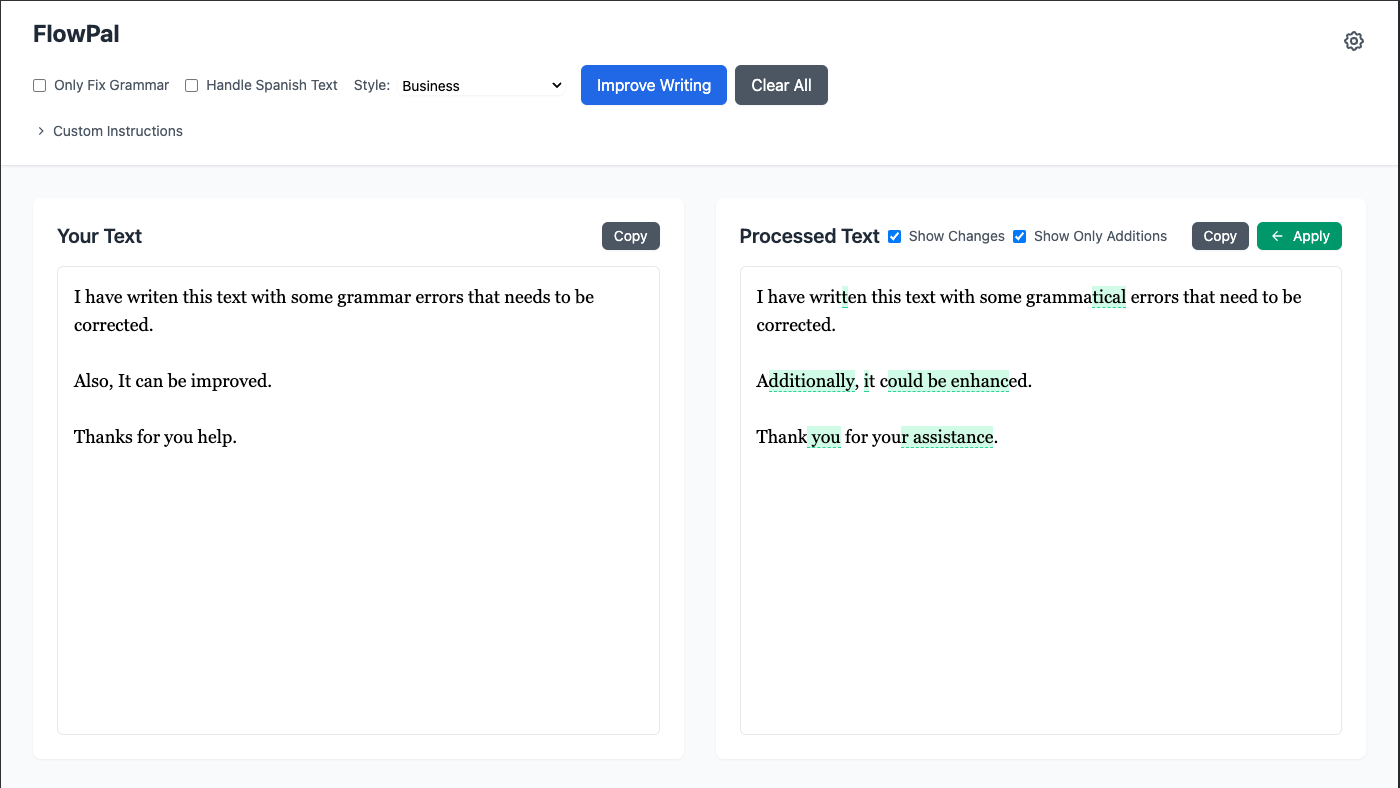 FlowPal
Only Fix Grammar Handle Spanish Text Style: Business Improve Writing Clear All
Custom Instructions
Your Text Copy
I have writen this text with some grammar errors that needs to be
corrected.
Also, It can be improved.
Thanks for you help.
Processed Text Show Changes Show Only Additions Copy Apply
I have written this text with some grammatical errors that need to be
corrected.
Additionally, it could be enhanced.
Thank you for your assistance.